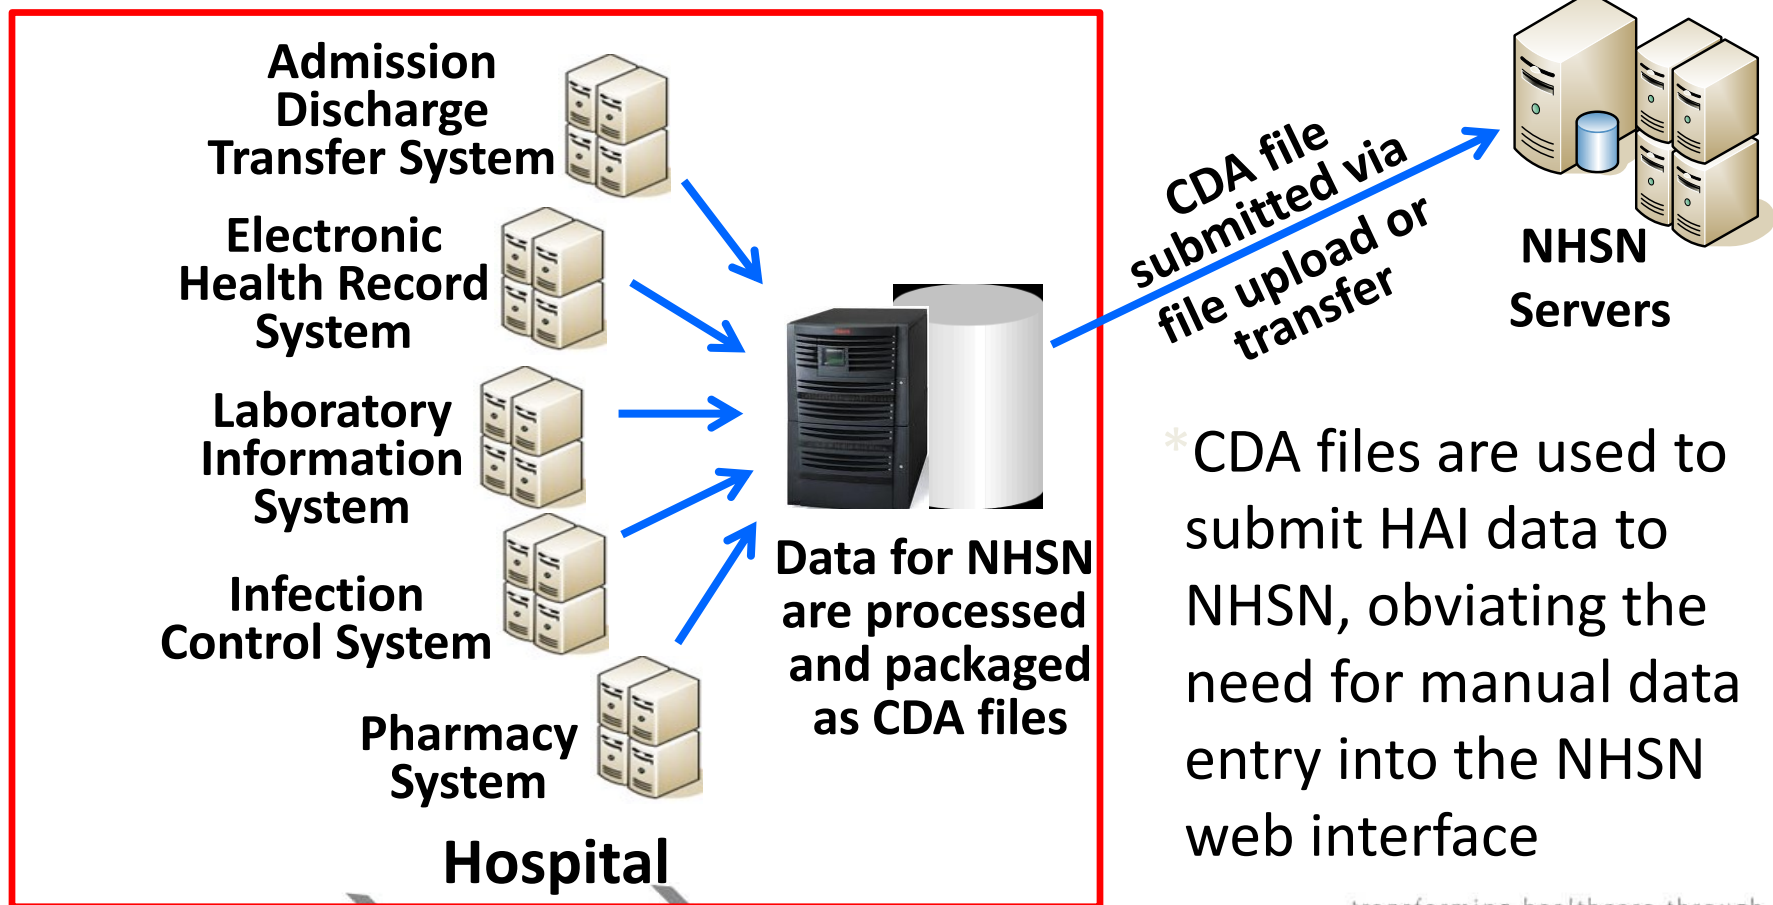 Admission
Discharge
Transfer System
Electronic
Health Record
System
Laboratory
Information
System
Infection
Control System
Pharmacy
System
Hospital
Data for NHSN
are processed
and packaged
as CDA files
CDA file
submitted via
file upload or
transfer
NHSN
Servers
*CDA files are used to
submit HAI data to
NHSN, obviating the
need for manual data
entry into the NHSN
web interface
transforming healthcare through